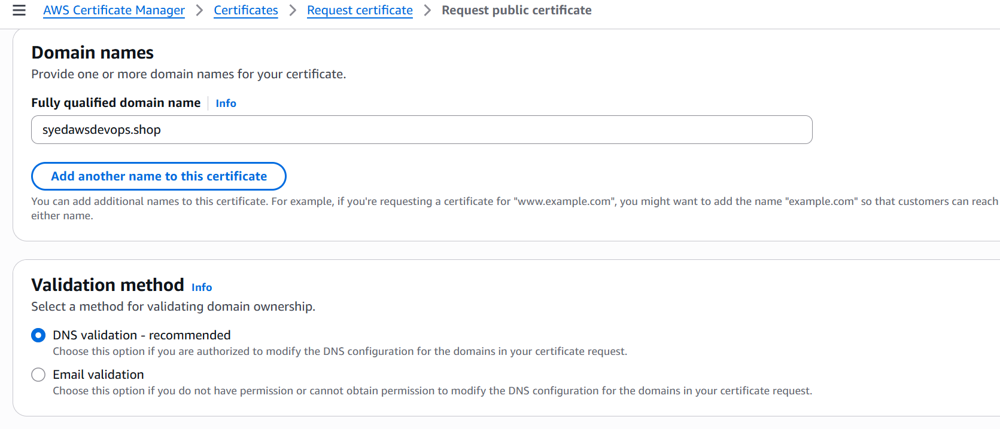 AWS Certificate Manager > Certificates > Request certificate > Request public certificate
Domain names
Provide one or more domain names for your certificate.
Fully qualified domain name Info
syedawsdevops.shop
Add another name to this certificate
You can add additional names to this certificate. For example, if you're requesting a certificate for "www.example.com", you might want to add the name "example.com" so that customers can reach
either name.
Validation method Info
Select a method for validating domain ownership.
DNS validation - recommended
Choose this option if you are authorized to modify the DNS configuration for the domains in your certificate request.
Email validation
Choose this option if you do not have permission or cannot obtain permission to modify the DNS configuration for the domains in your certificate request.